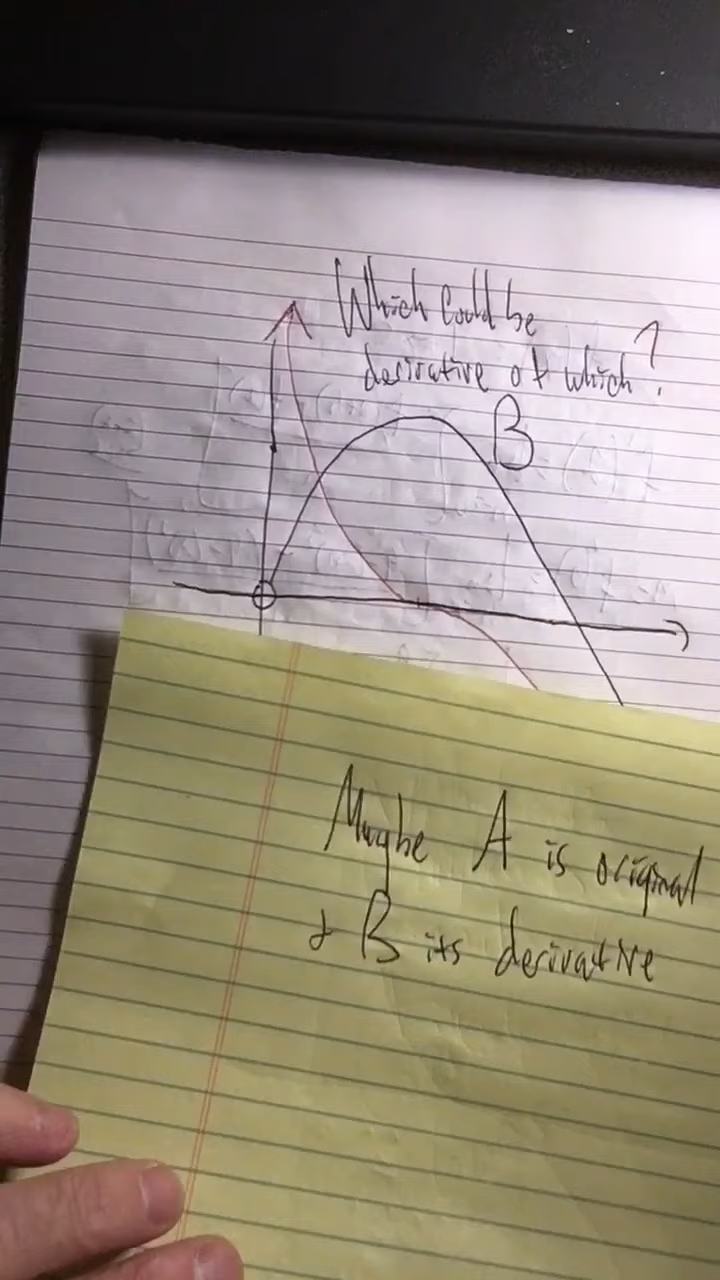 Which could be
derivative of which?
B
Maybe A is original
& B its derivative